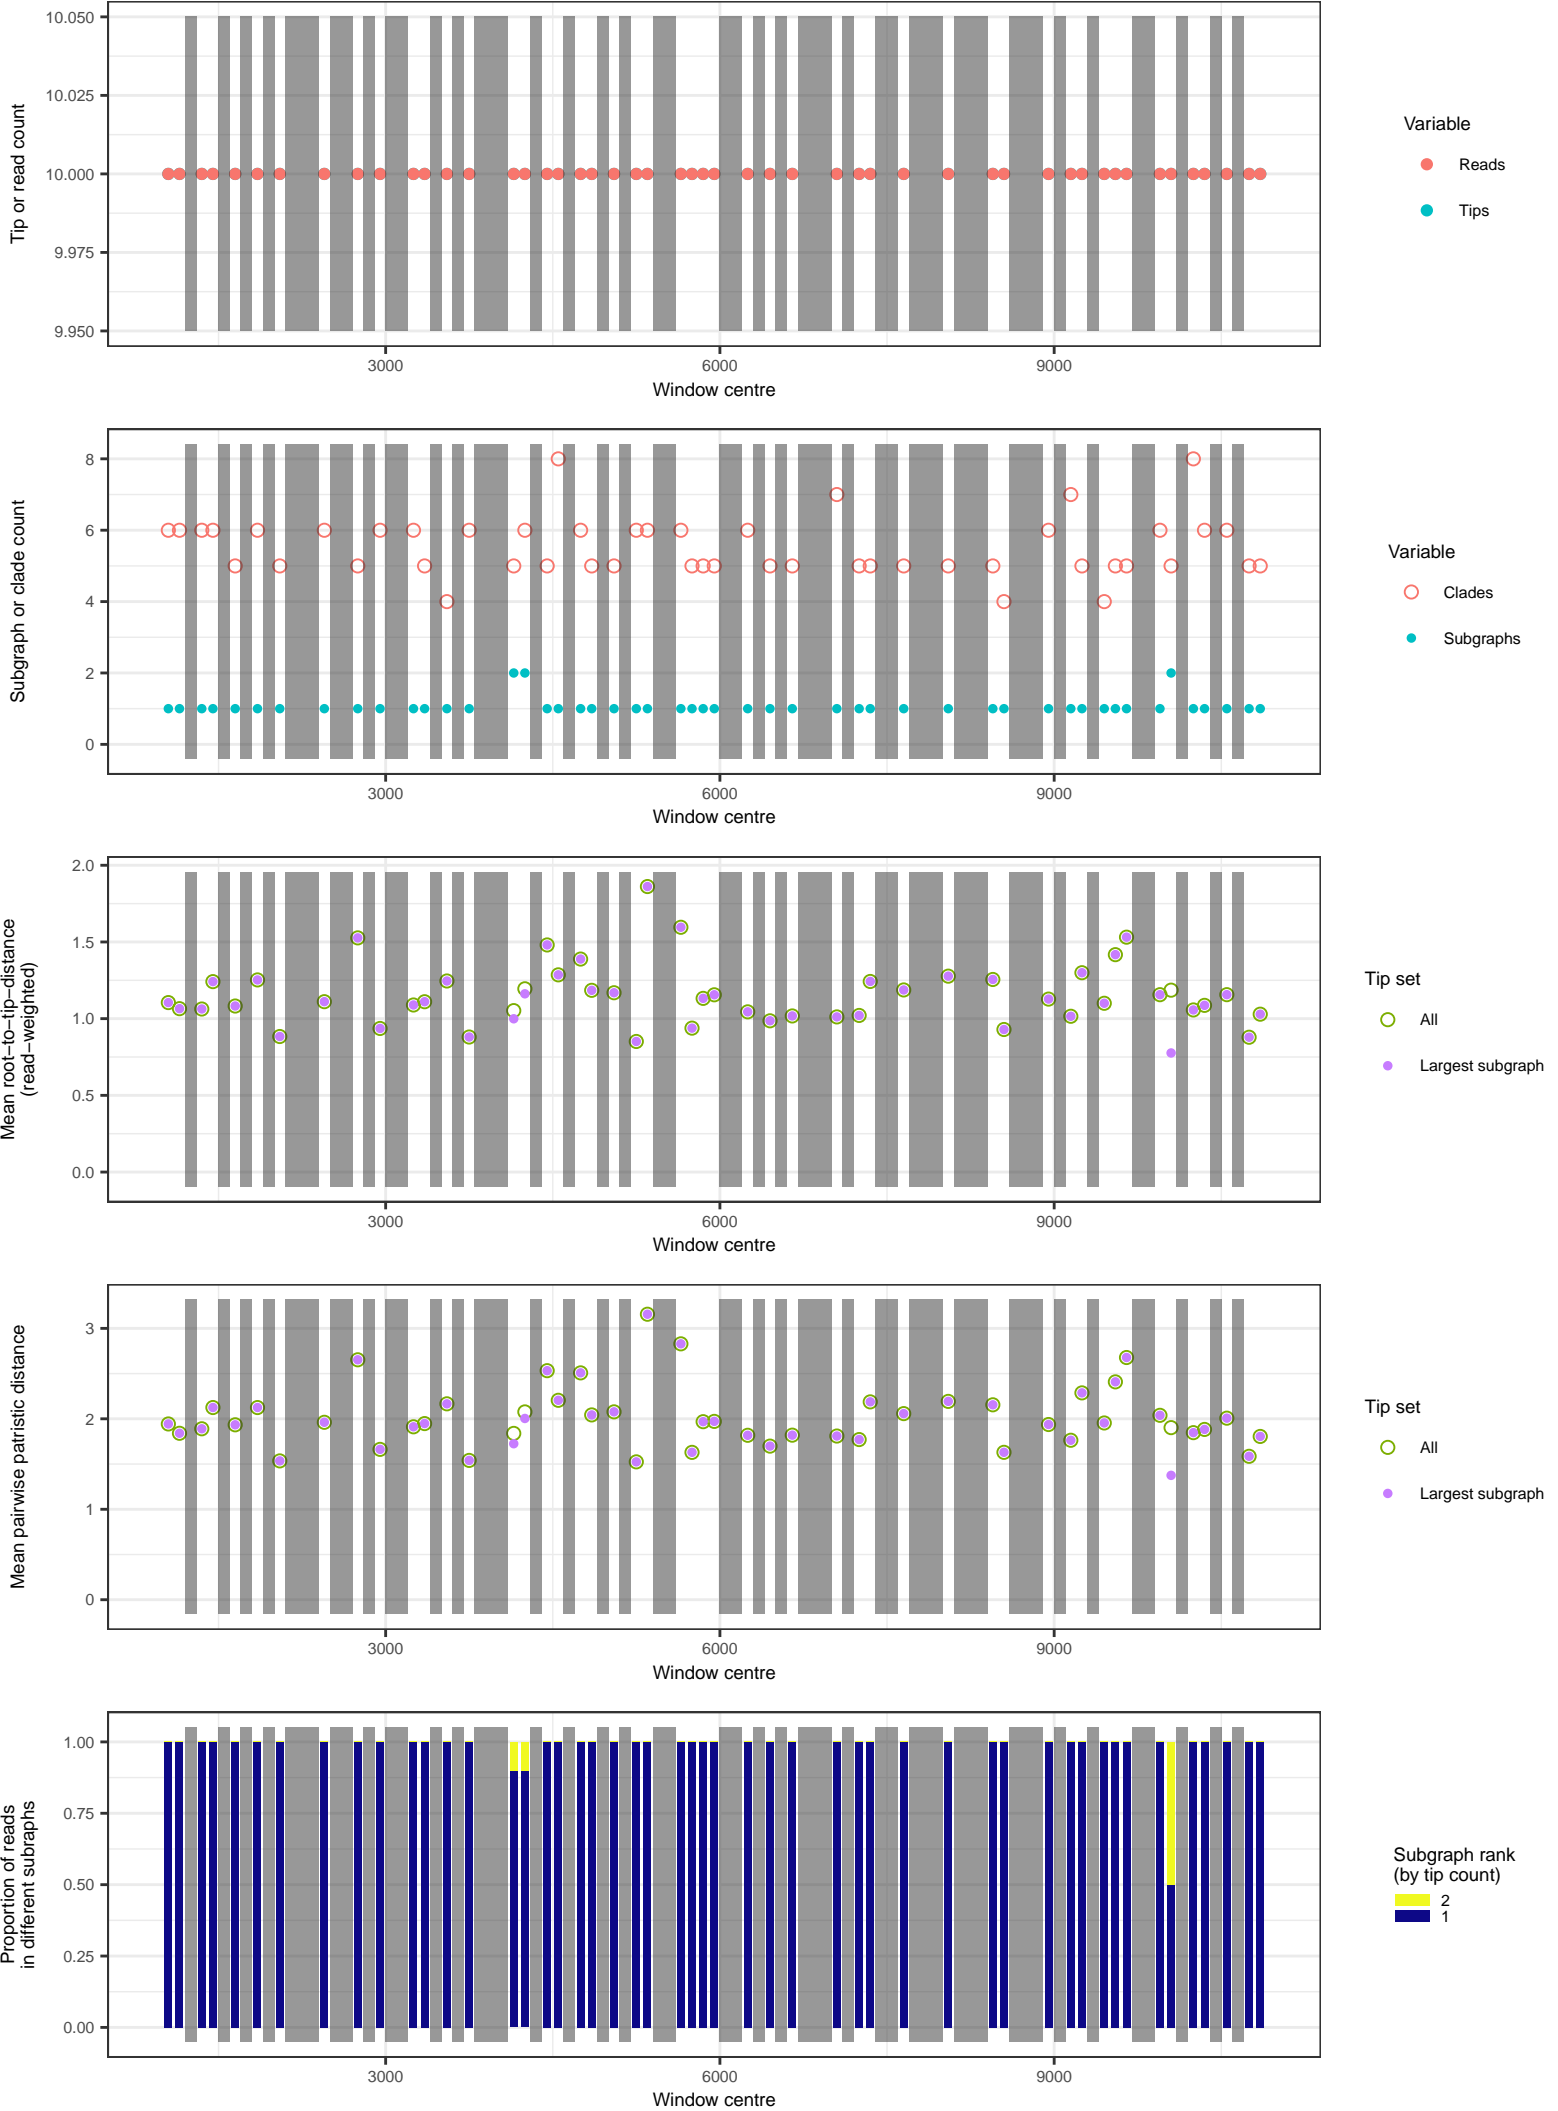 10.050
10.025
10.000
9.975
9.950
Tip or read count
3000
6000
9000
Window centre
Variable
Reads
Tips
8
6
4
2
0
Subgraph or clade count
3000
6000
9000
Window centre
Variable
Clades
Subgraphs
2.0
1.5
1.0
0.5
0.0
Mean root−to−tip−distance
(read−weighted)
3000
6000
9000
Window centre
Tip set
All
Largest subgraph
3
2
1
0
Mean pairwise patristic distance
3000
6000
9000
Window centre
Tip set
All
Largest subgraph
1.00
0.75
0.50
0.25
0.00
Proportion of reads
in different subraphs
3000
6000
9000
Window centre
Subgraph rank
(by tip count)
2
1